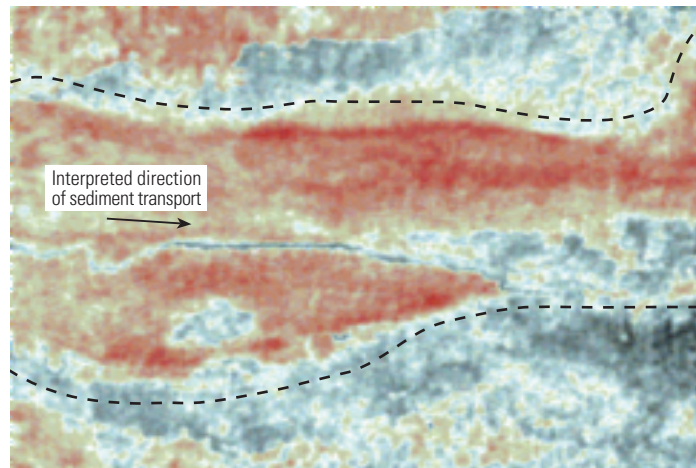 Interpreted direction
of sediment transport